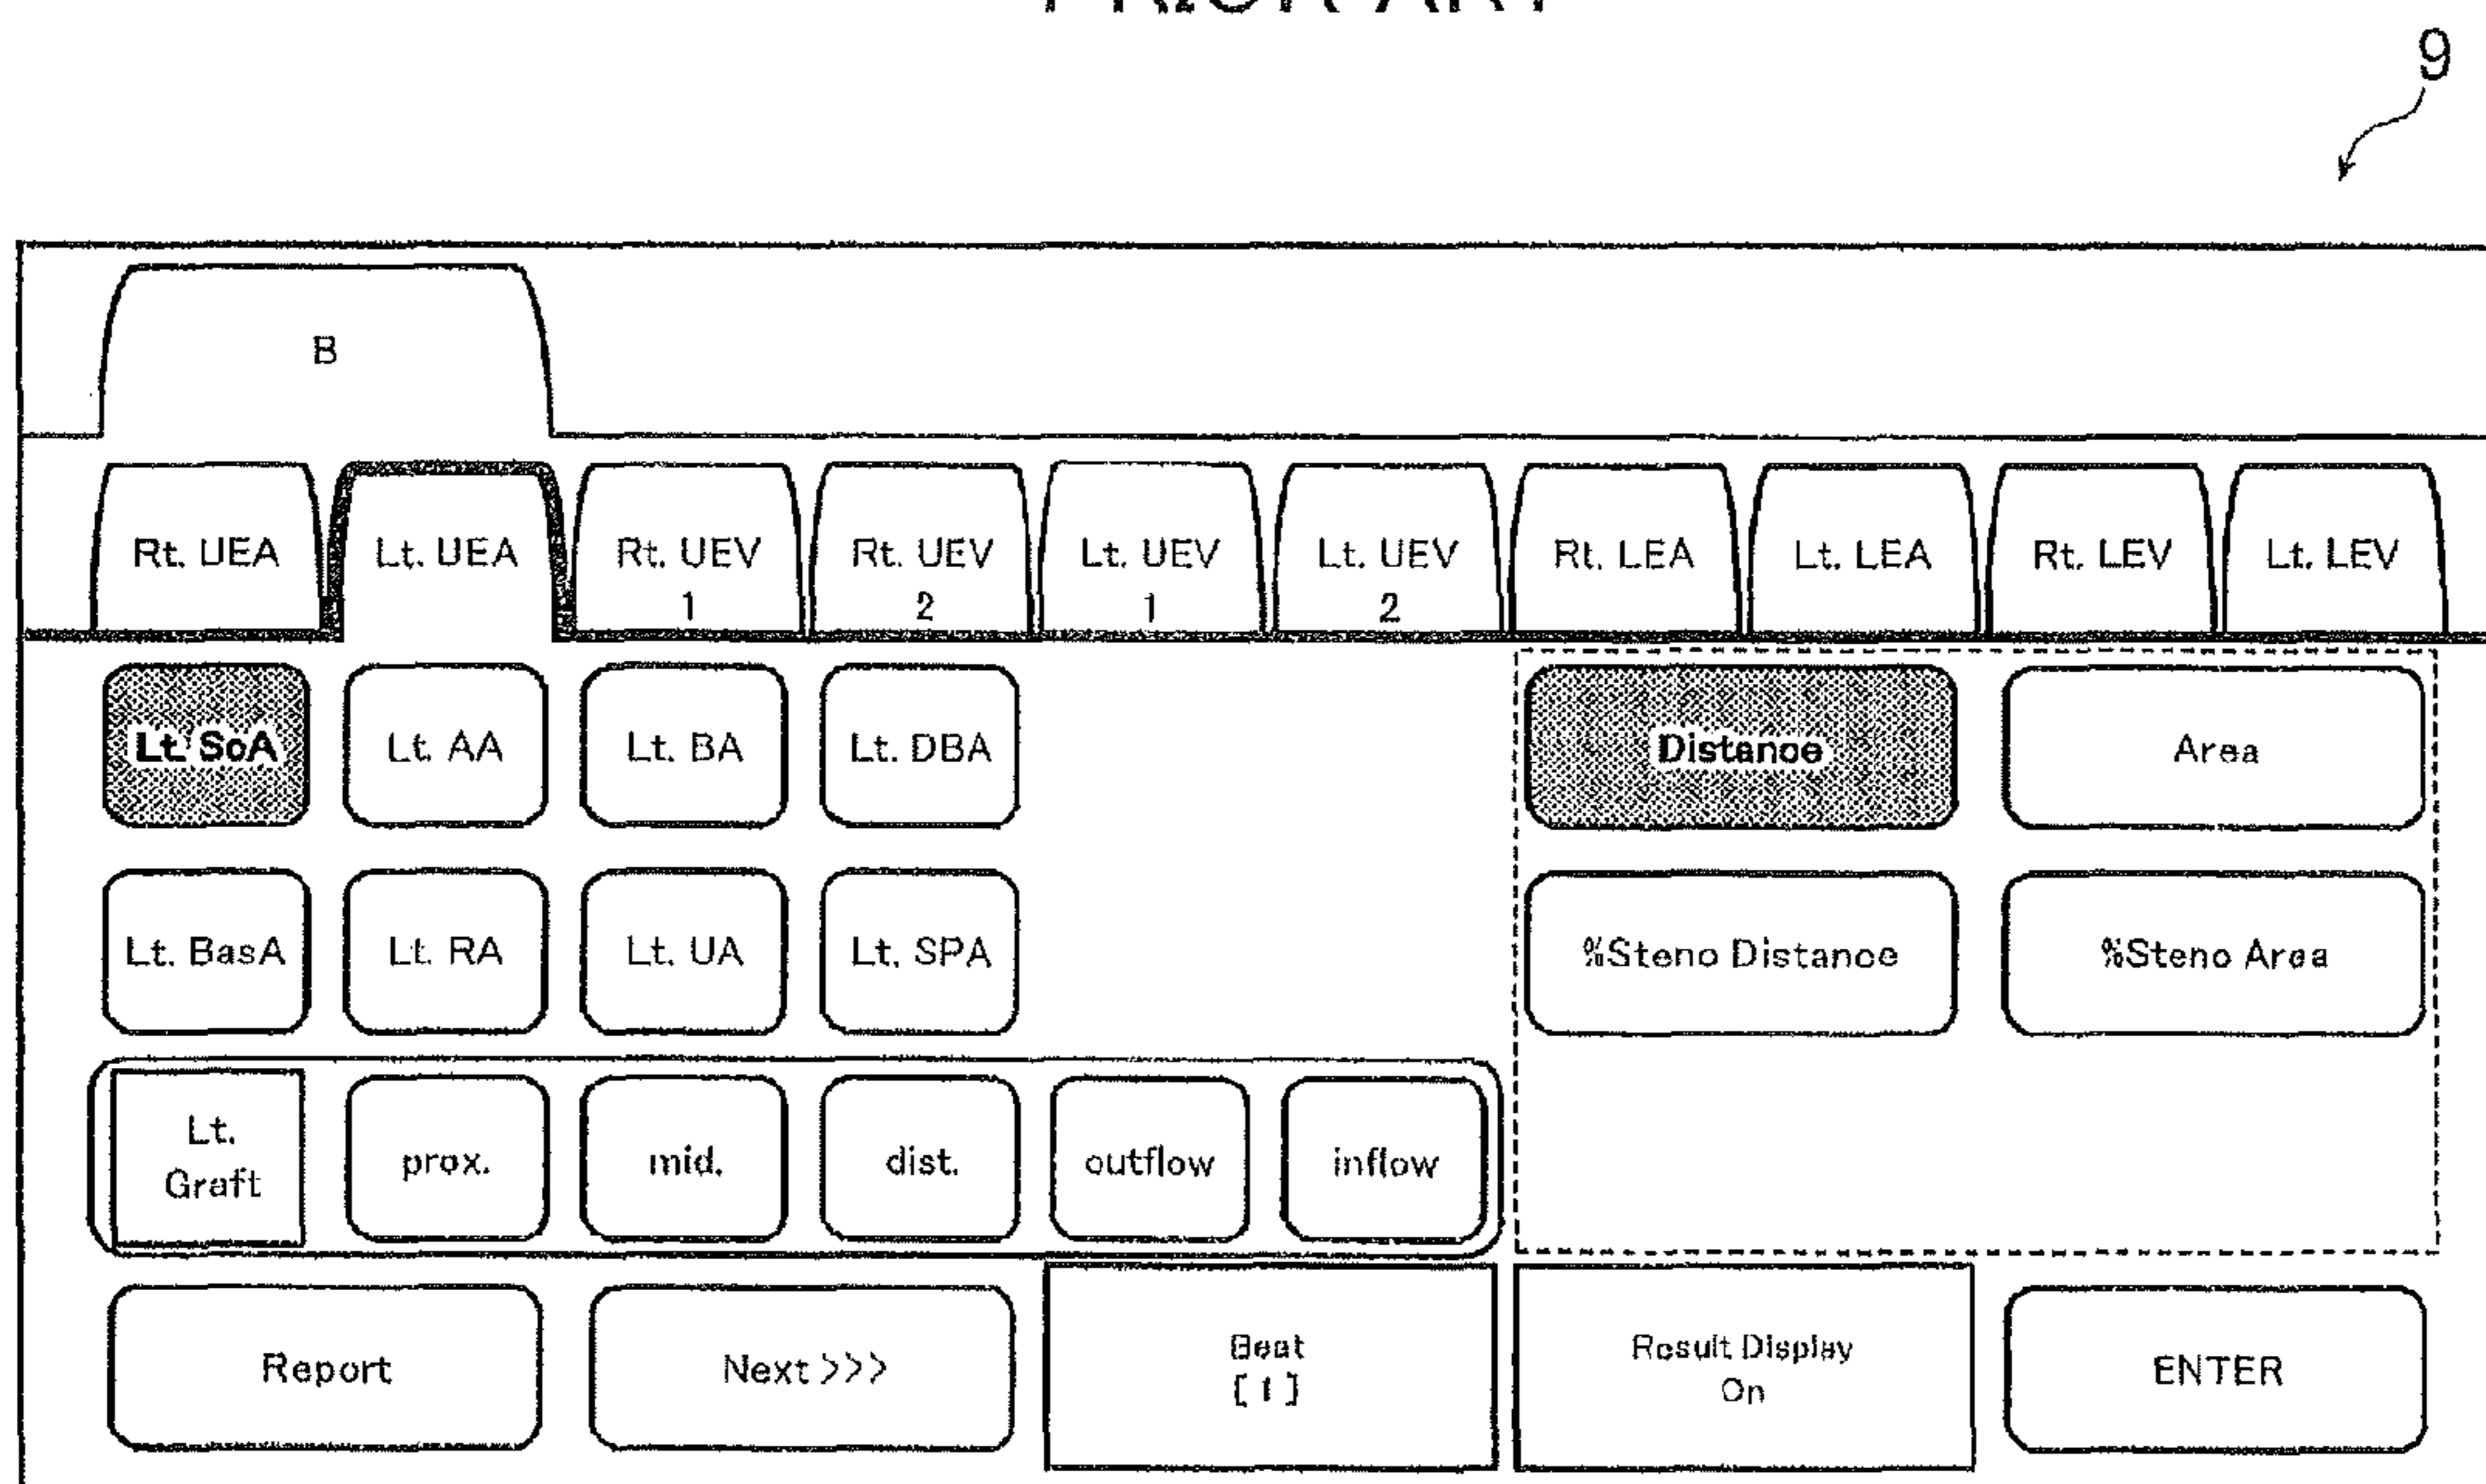 PRIOR ART
9
B
Rt. UEA
Lt. UEA
Rt. UEV
1
Rt. UEV
2
Lt. UEV
1
Lt. UEV
2
Rt. LEA
Lt. LEA
Rt. LEV
Lt. LEV
Lt. SoA
Lt. AA
Lt. BA
Lt. DBA
Distance
Area
Lt. BasA
Lt. RA
Lt. UA
Lt. SPA
%Steno Distance
%Steno Area
Lt.
Graft
prox.
mid.
dist.
outflow
inflow
Report
Next >>>
Beat
[ 1 ]
Result Display
On
ENTER